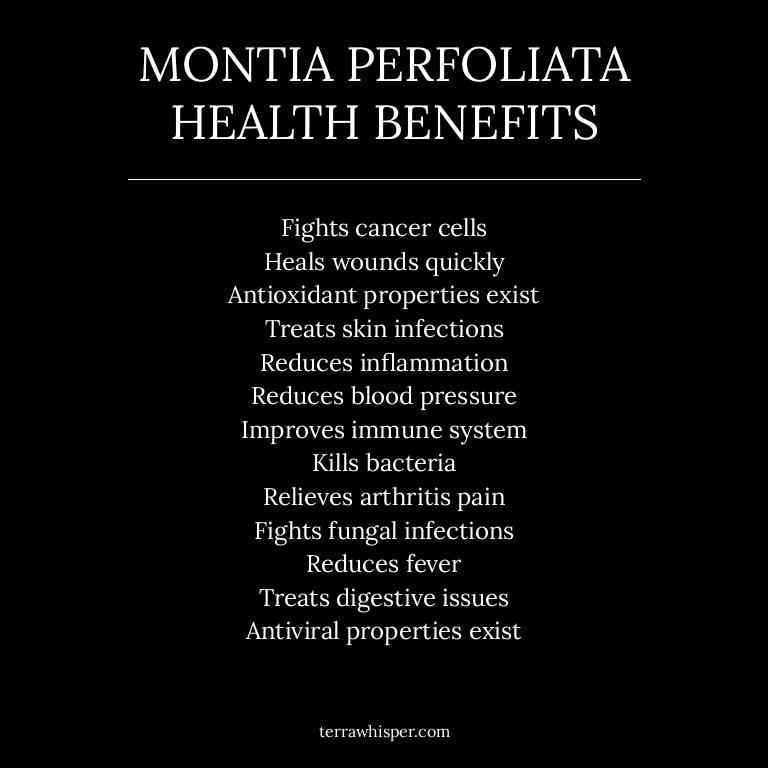 MONTIA PERFOLIATA
HEALTH BENEFITS
Fights cancer cells
Heals wounds quickly
Antioxidant properties exist
Treats skin infections
Reduces inflammation
Reduces blood pressure
Improves immune system
Kills bacteria
Relieves arthritis pain
Fights fungal infections
Reduces fever
Treats digestive issues
Antiviral properties exist
terrawhisper.com